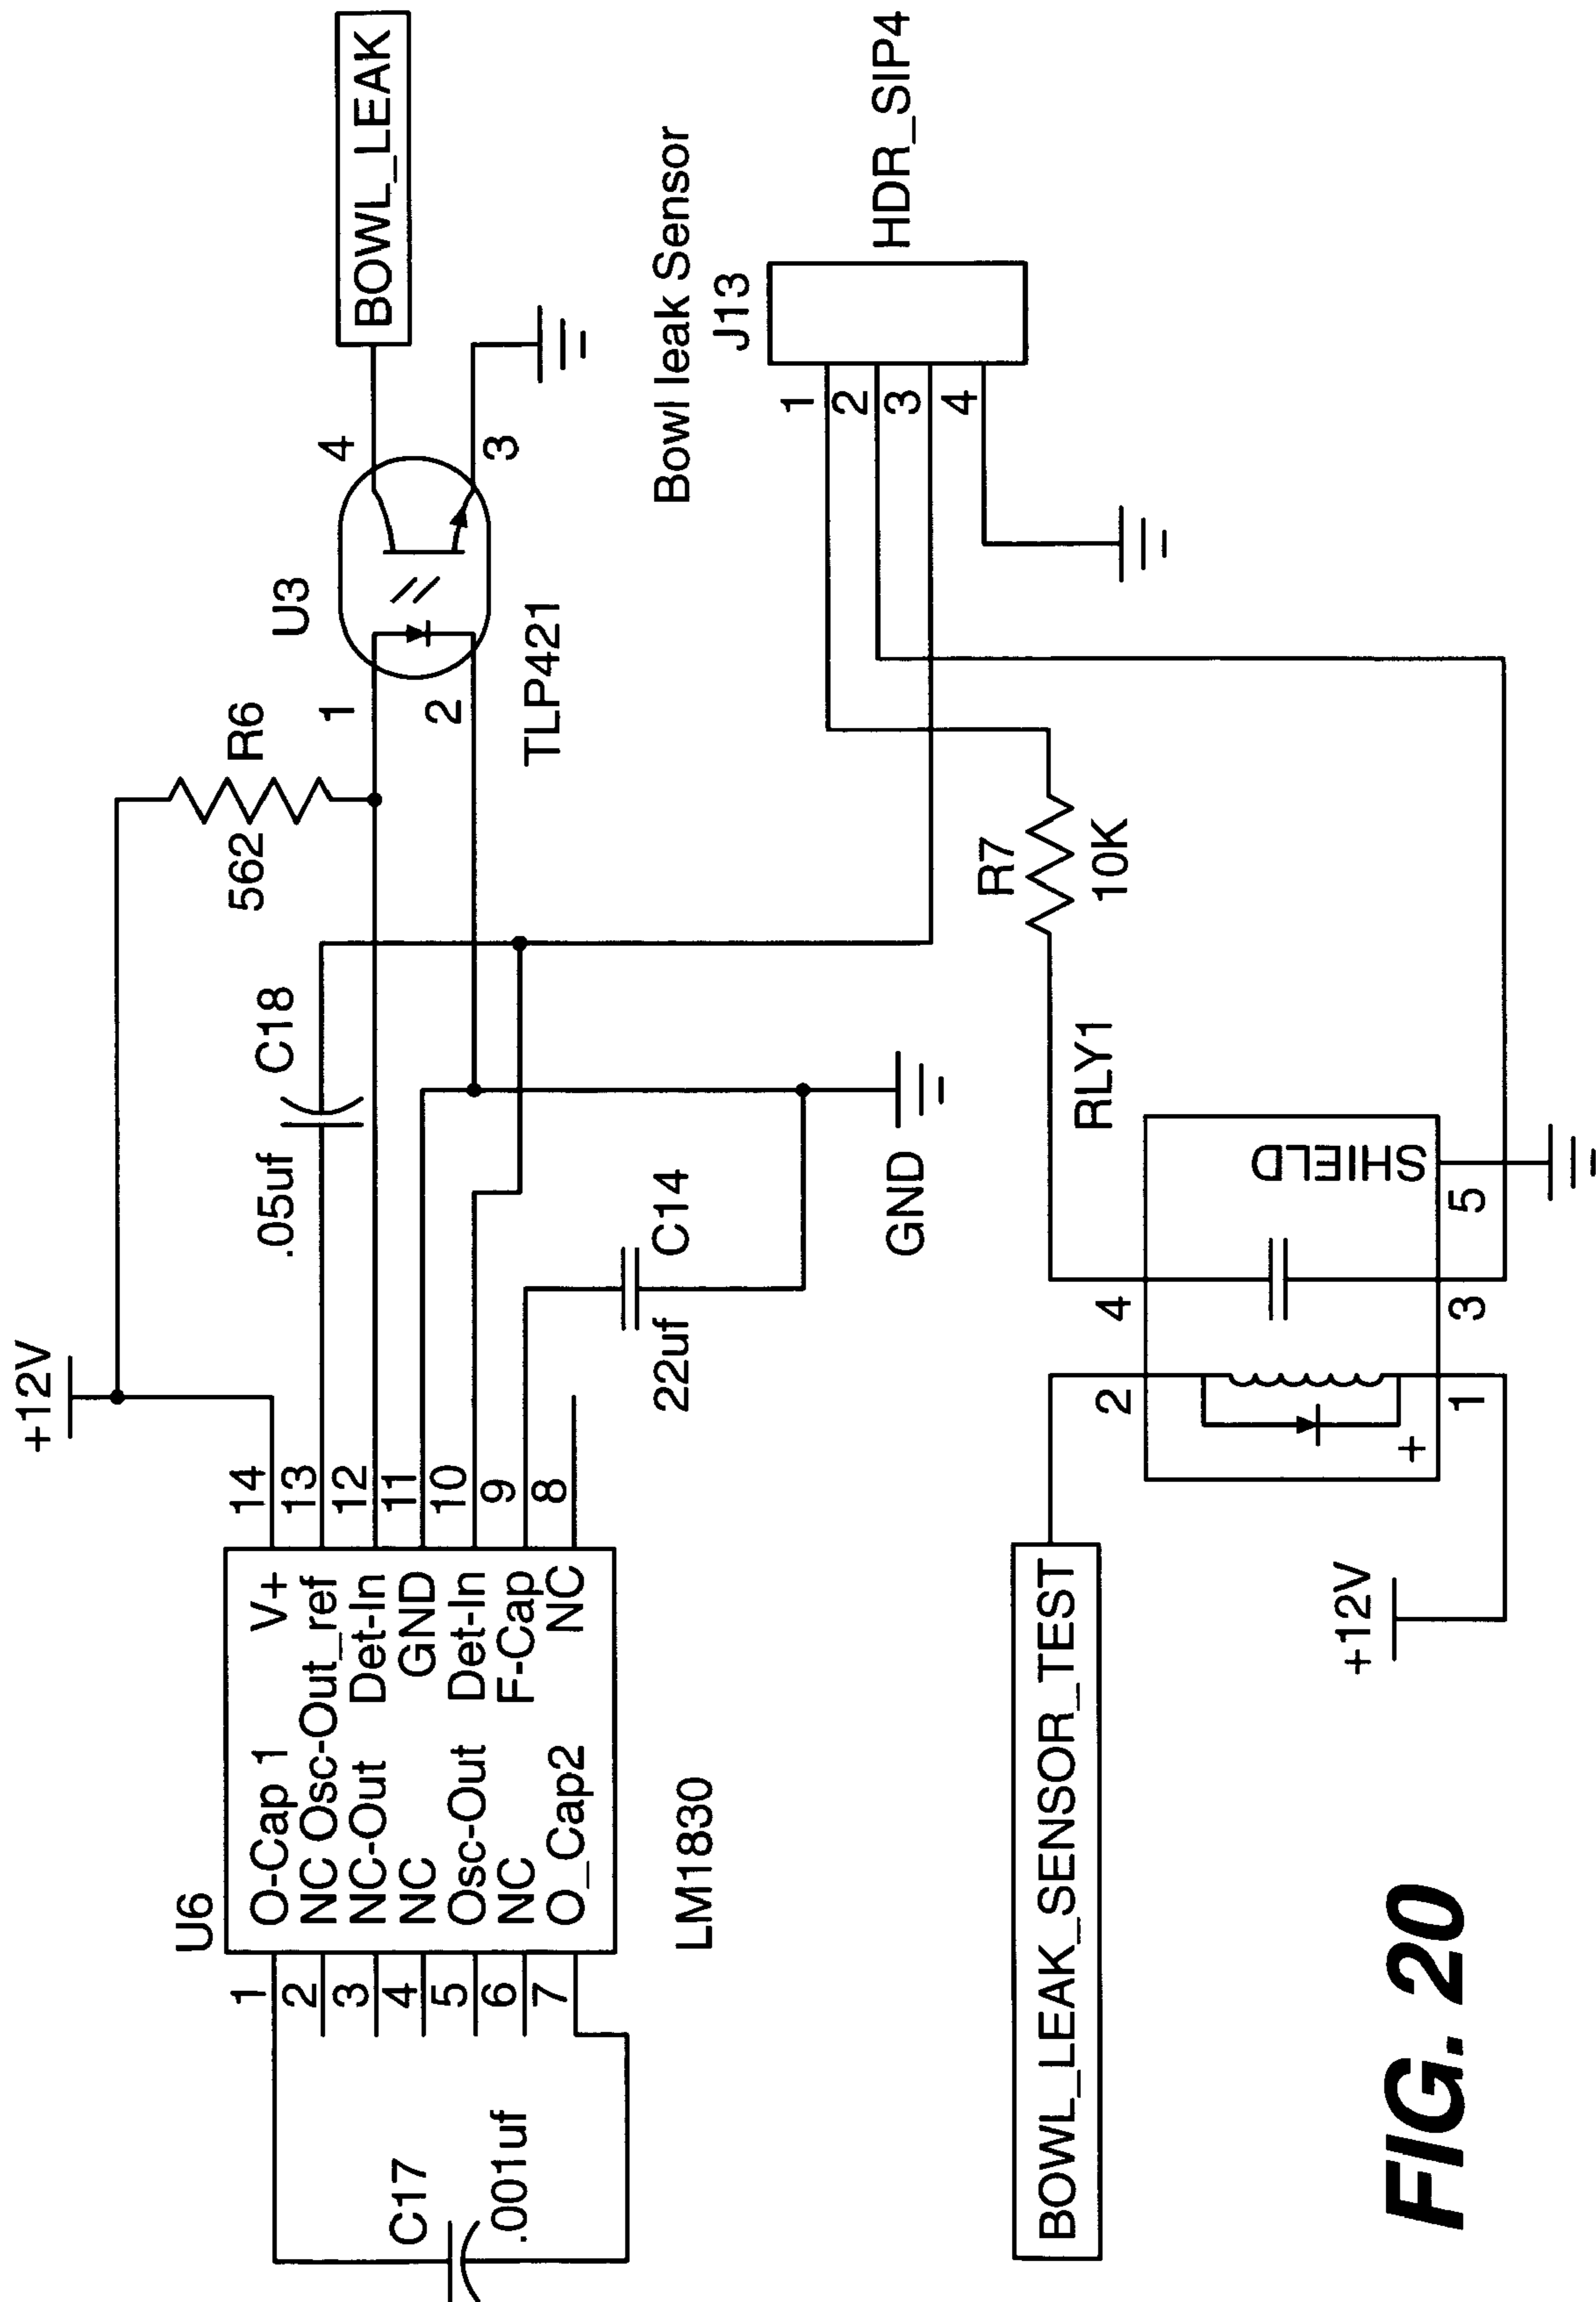 +12V
U6
O-Cap 1 V+
NC Osc-Out_ref
NC-Out Det-In
NC GND
Osc-Out Det-In
NC F-Cap
O_Cap2 NC
1
2
3
4
5
6
7
14
13
12
11
10
9
8
LM1830
C17
.001uf
.05uf
C18
562
R6
U3
1
2
4
3
TLP421
BOWL_LEAK
22uf
C14
GND
Bowl leak Sensor
J13
1
2
3
4
HDR_SIP4
R7
10K
RLY1
BOWL_LEAK_SENSOR_TEST
2
4
SHIELD
+
1
3
5
+12V
FIG. 20